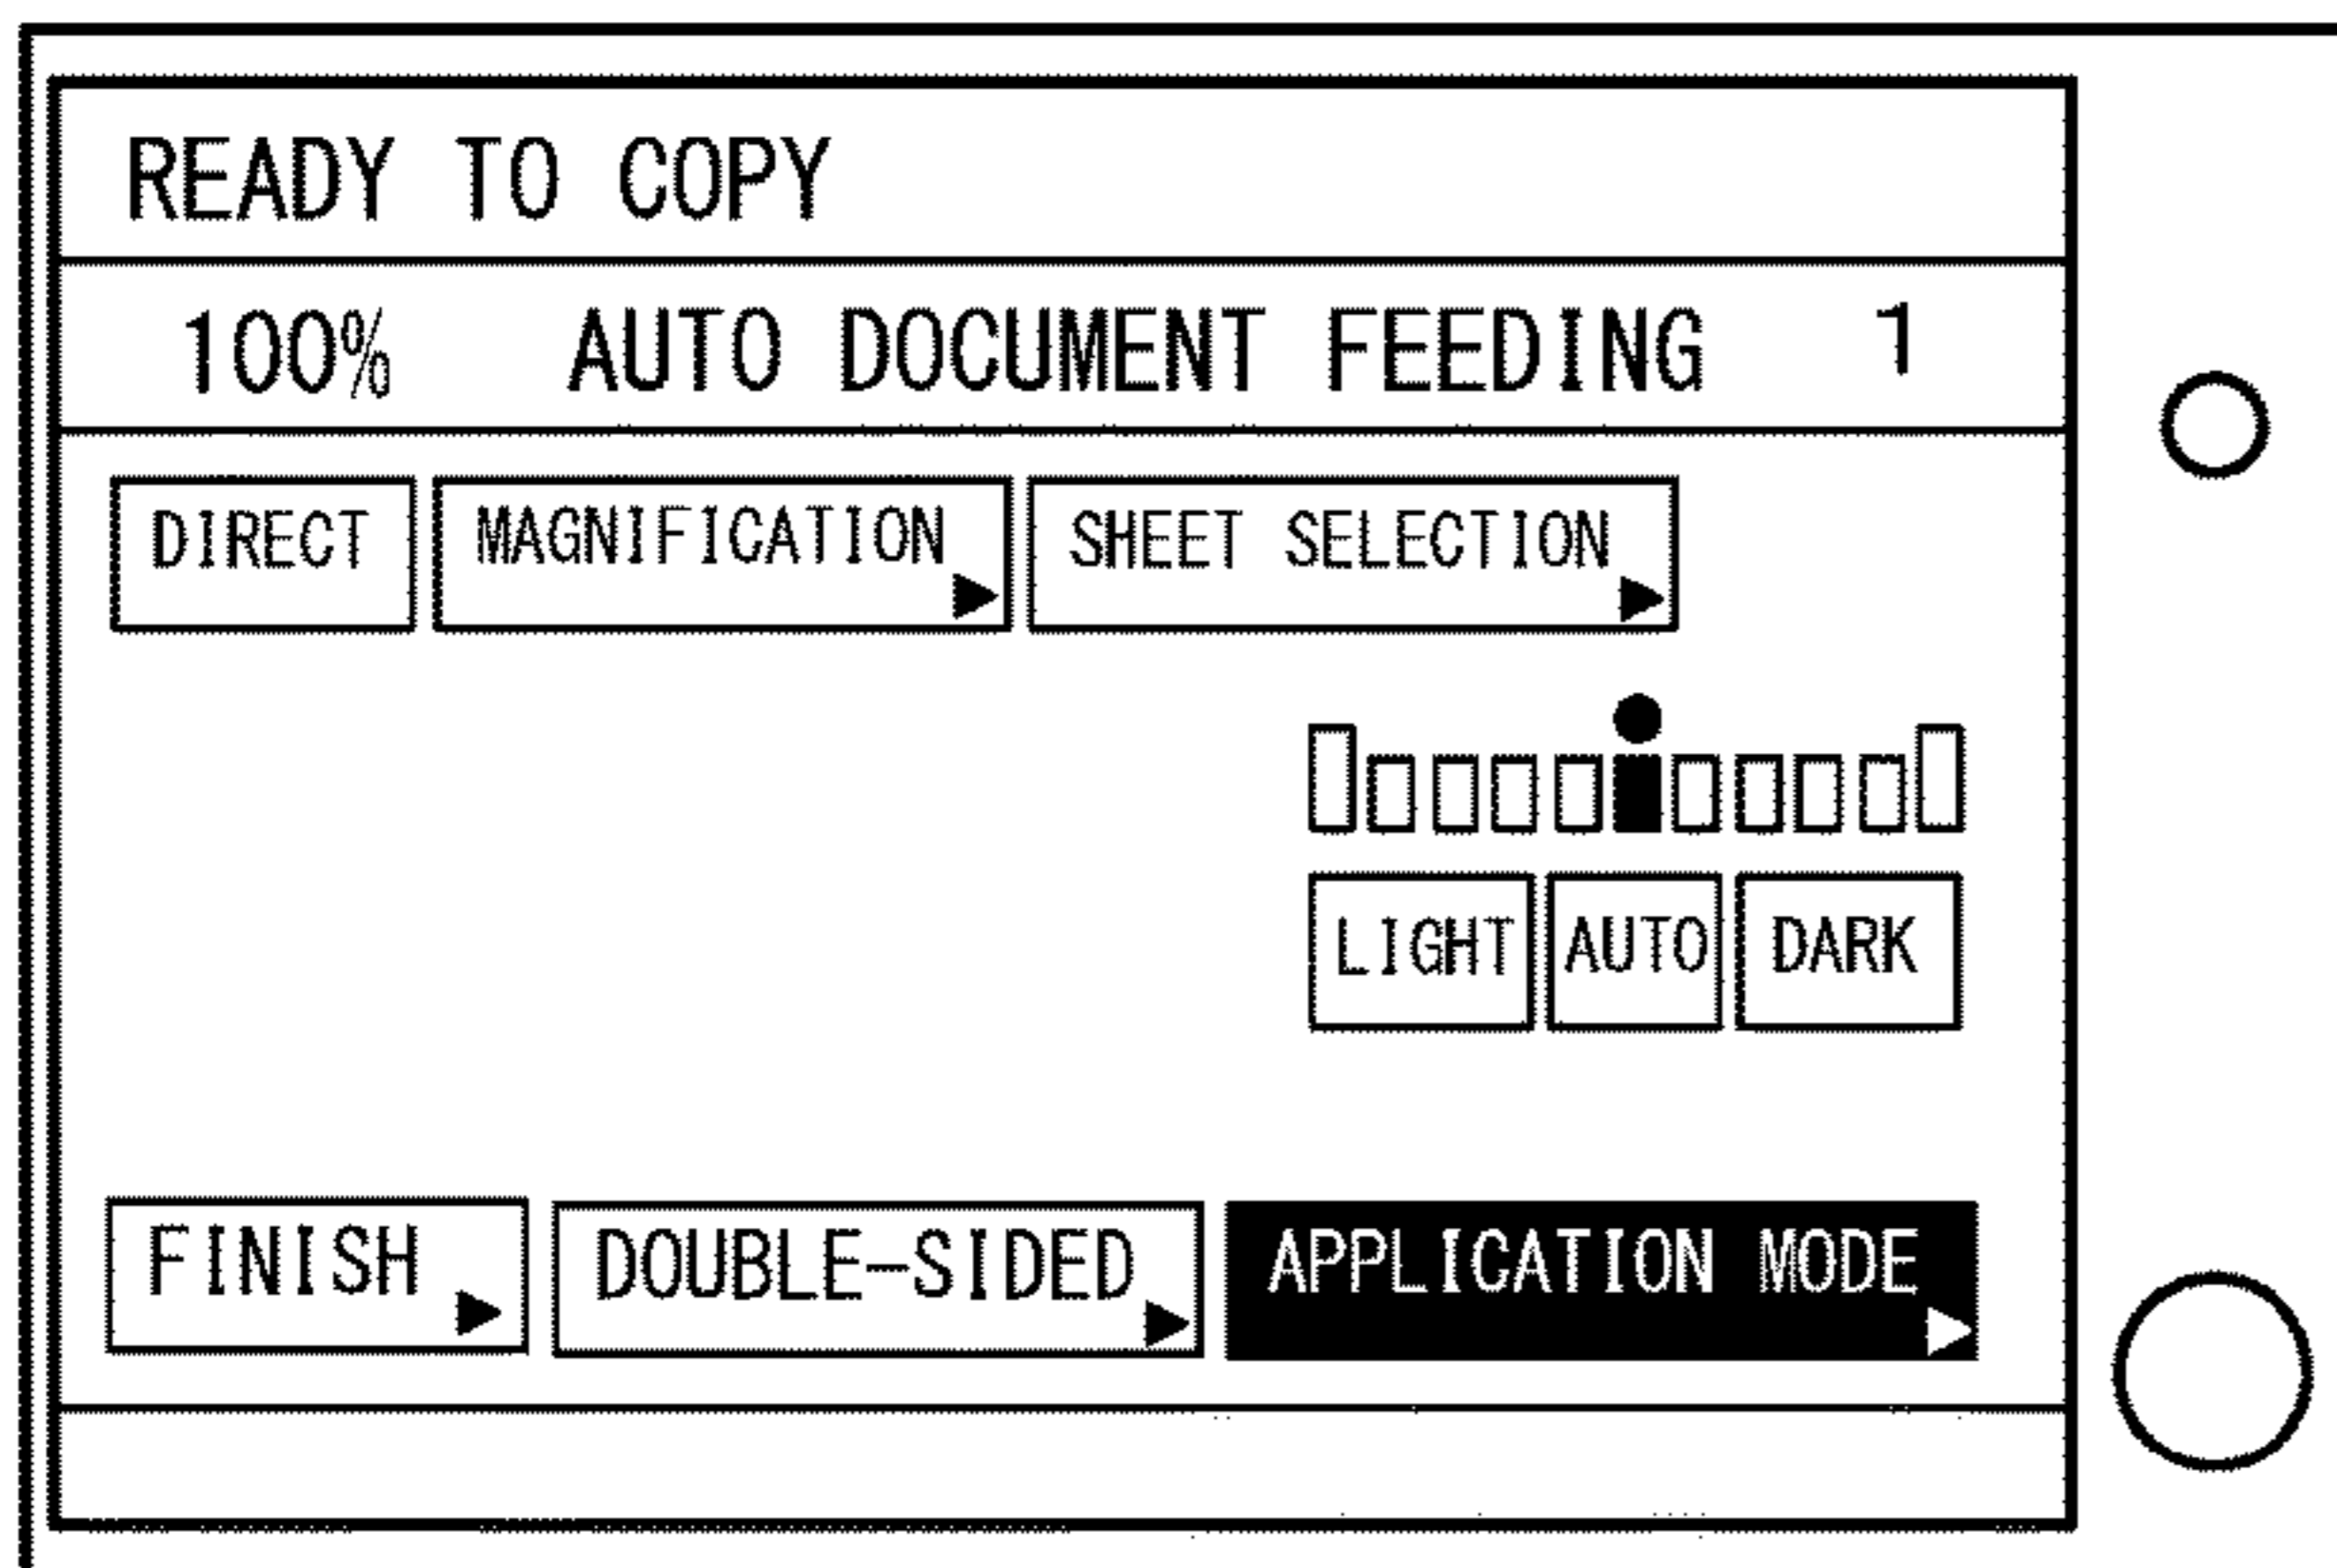 READY TO COPY
100% AUTO DOCUMENT FEEDING 1
DIRECT MAGNIFICATION SHEET SELECTION
LIGHT AUTO DARK
FINISH DOUBLE-SIDED APPLICATION MODE